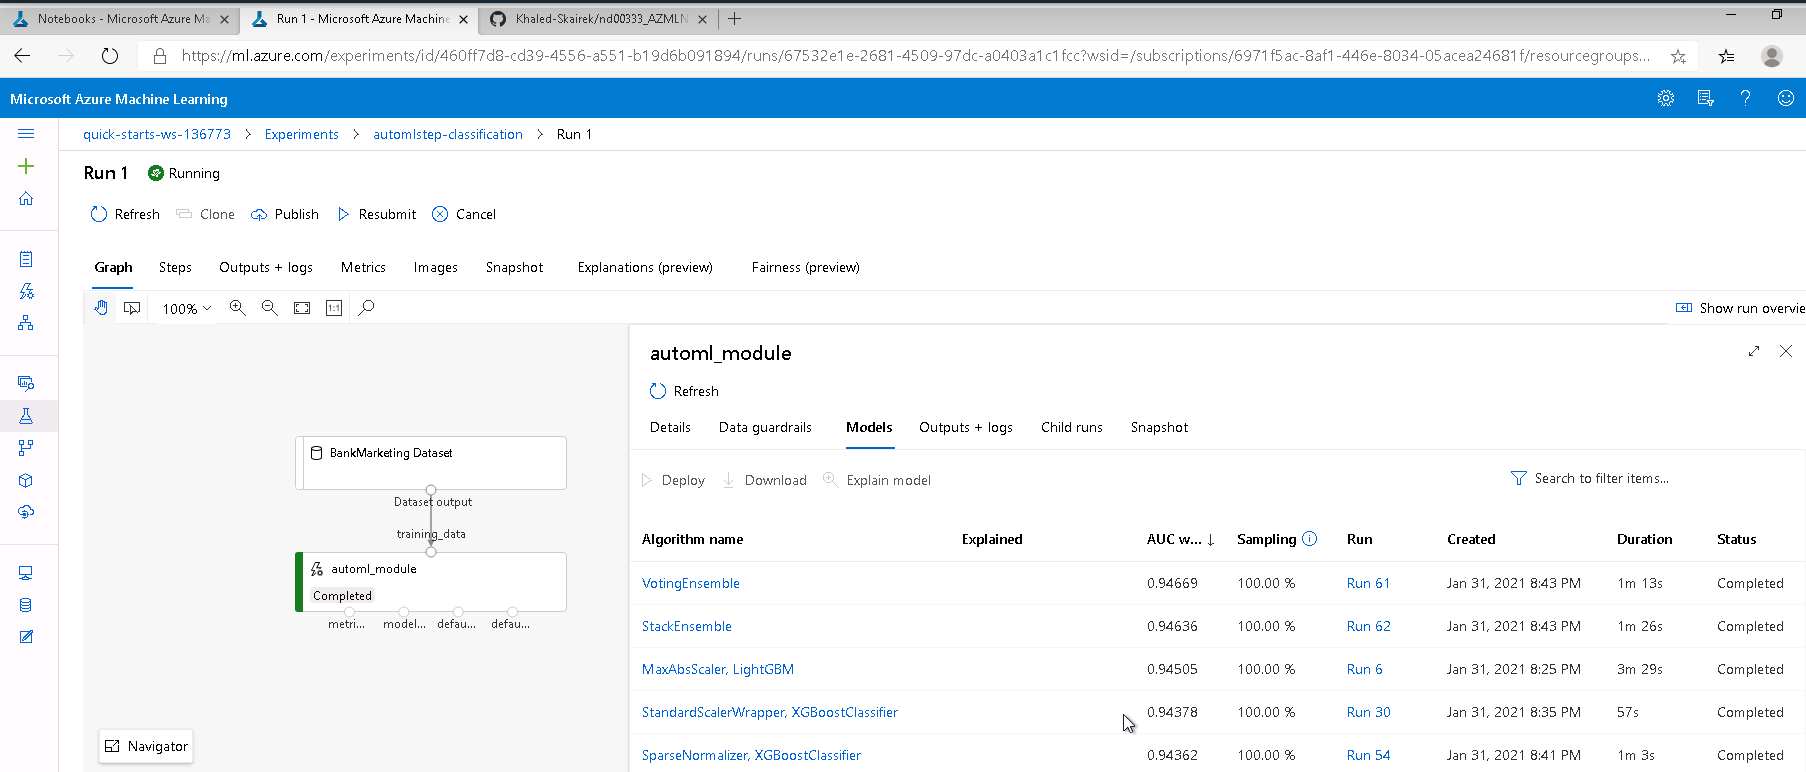 Notebooks - Microsoft Azure Ma
Run 1 - Microsoft Azure Machine
Khaled-Skairek/nd00333_AZMLN
https://ml.azure.com/experiments/id/460ff7d8-cd39-4556-a551-b19d6b091894/runs/67532e1e-2681-4509-97dc-a0403a1c1fcc?wsid=/subscriptions/6971f5ac-8af1-446e-8034-05acea24681f/resourcegroups...
Microsoft Azure Machine Learning
quick-starts-ws-136773 > Experiments > automlstep-classification > Run 1
Run 1 Running
Refresh Clone Publish Resubmit Cancel
Graph Steps Outputs + logs Metrics Images Snapshot Explanations (preview) Fairness (preview)
100% 1:1 Show run overvie
automl_module
Refresh
Details Data guardrails Models Outputs + logs Child runs Snapshot
Deploy Download Explain model Search to filter items...
BankMarketing Dataset
Dataset output
training_data
automl_module
Completed
metri... model... defau... defau...
Navigator
Algorithm name Explained AUC w... ↓ Sampling Run Created Duration Status
VotingEnsemble 0.94669 100.00 % Run 61 Jan 31, 2021 8:43 PM 1m 13s Completed
StackEnsemble 0.94636 100.00 % Run 62 Jan 31, 2021 8:43 PM 1m 26s Completed
MaxAbsScaler, LightGBM 0.94505 100.00 % Run 6 Jan 31, 2021 8:25 PM 3m 29s Completed
StandardScalerWrapper, XGBoostClassifier 0.94378 100.00 % Run 30 Jan 31, 2021 8:35 PM 57s Completed
SparseNormalizer, XGBoostClassifier 0.94362 100.00 % Run 54 Jan 31, 2021 8:41 PM 1m 3s Completed